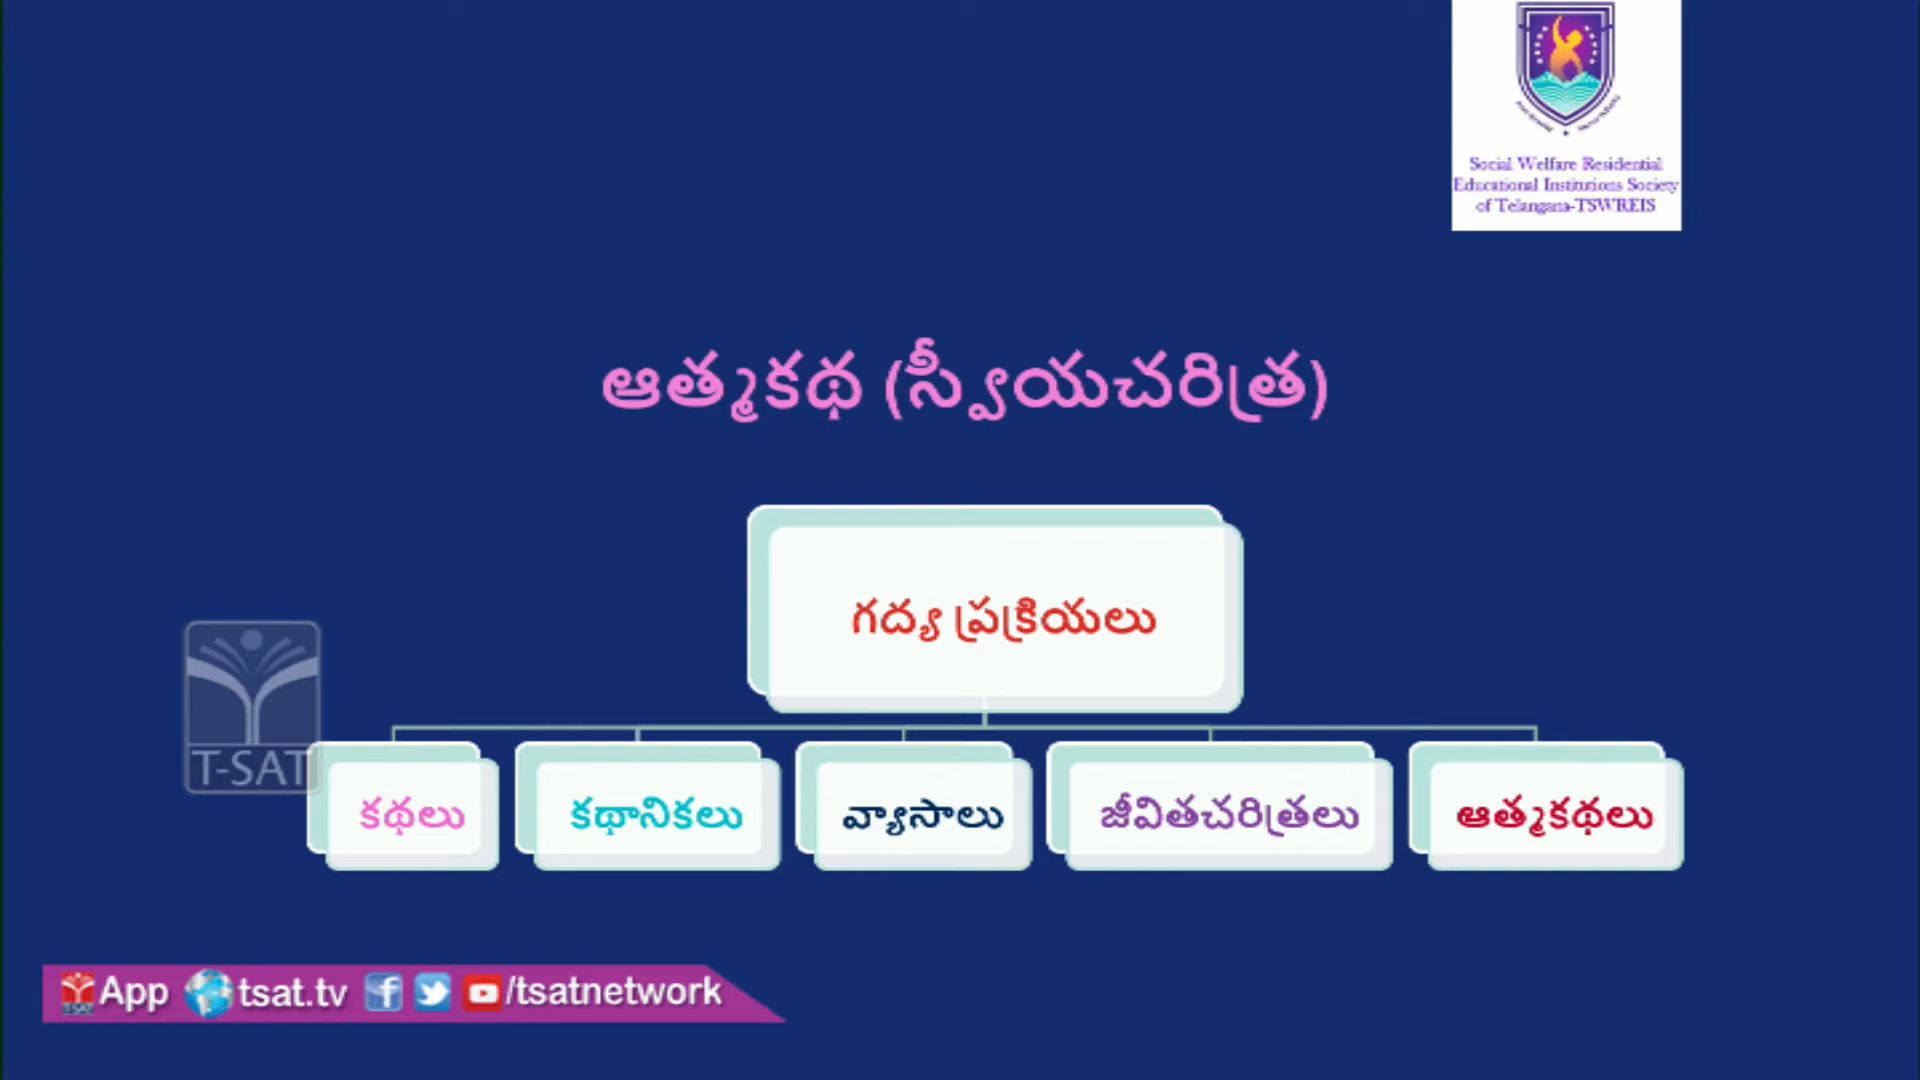 Social Welfare Residential
Educational Institutions Society
of Telangana-TSWREIS
ఆత్మకథ (స్వీయచరిత్ర)
గద్య ప్రక్రియలు
T-SAT
కథలు కథానికలు వ్యాసాలు జీవితచరిత్రలు ఆత్మకథలు
App tsat.tv /tsatnetwork